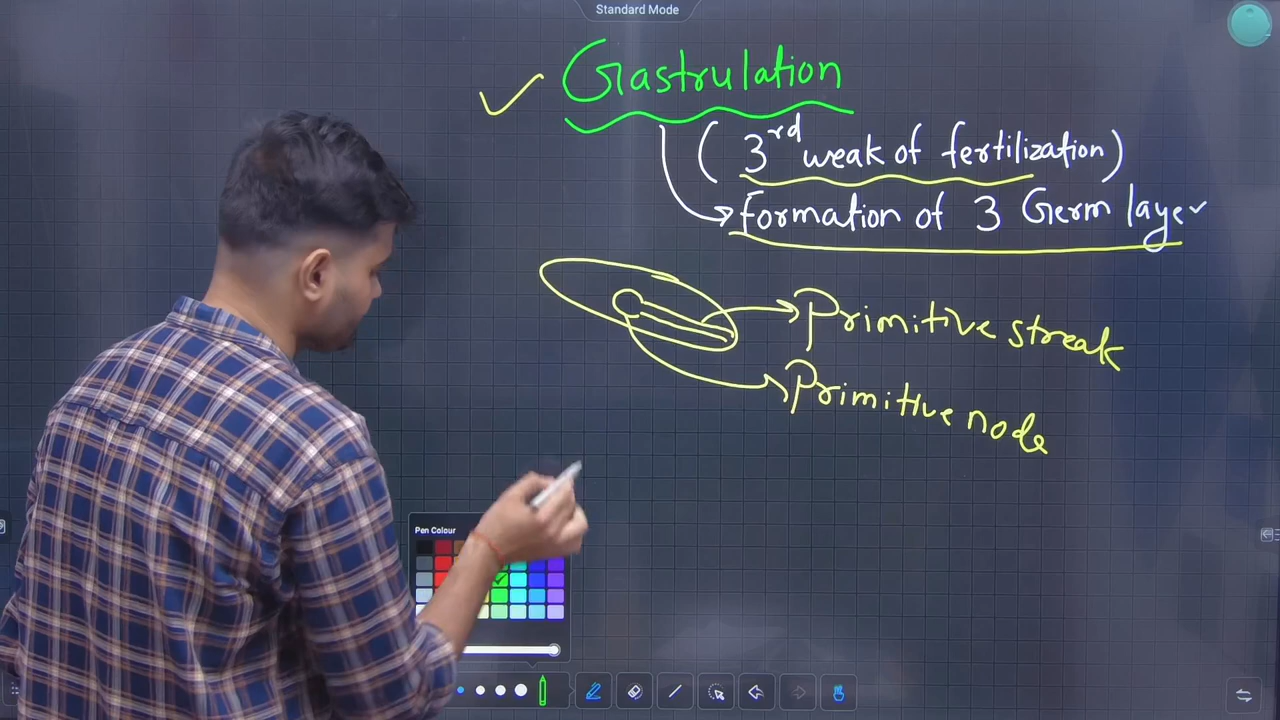 Standard Mode
Gastrulation
(3rd weak of fertilization)
Formation of 3 Germ layer
Primitive streak
Primitive node
Pen Colour